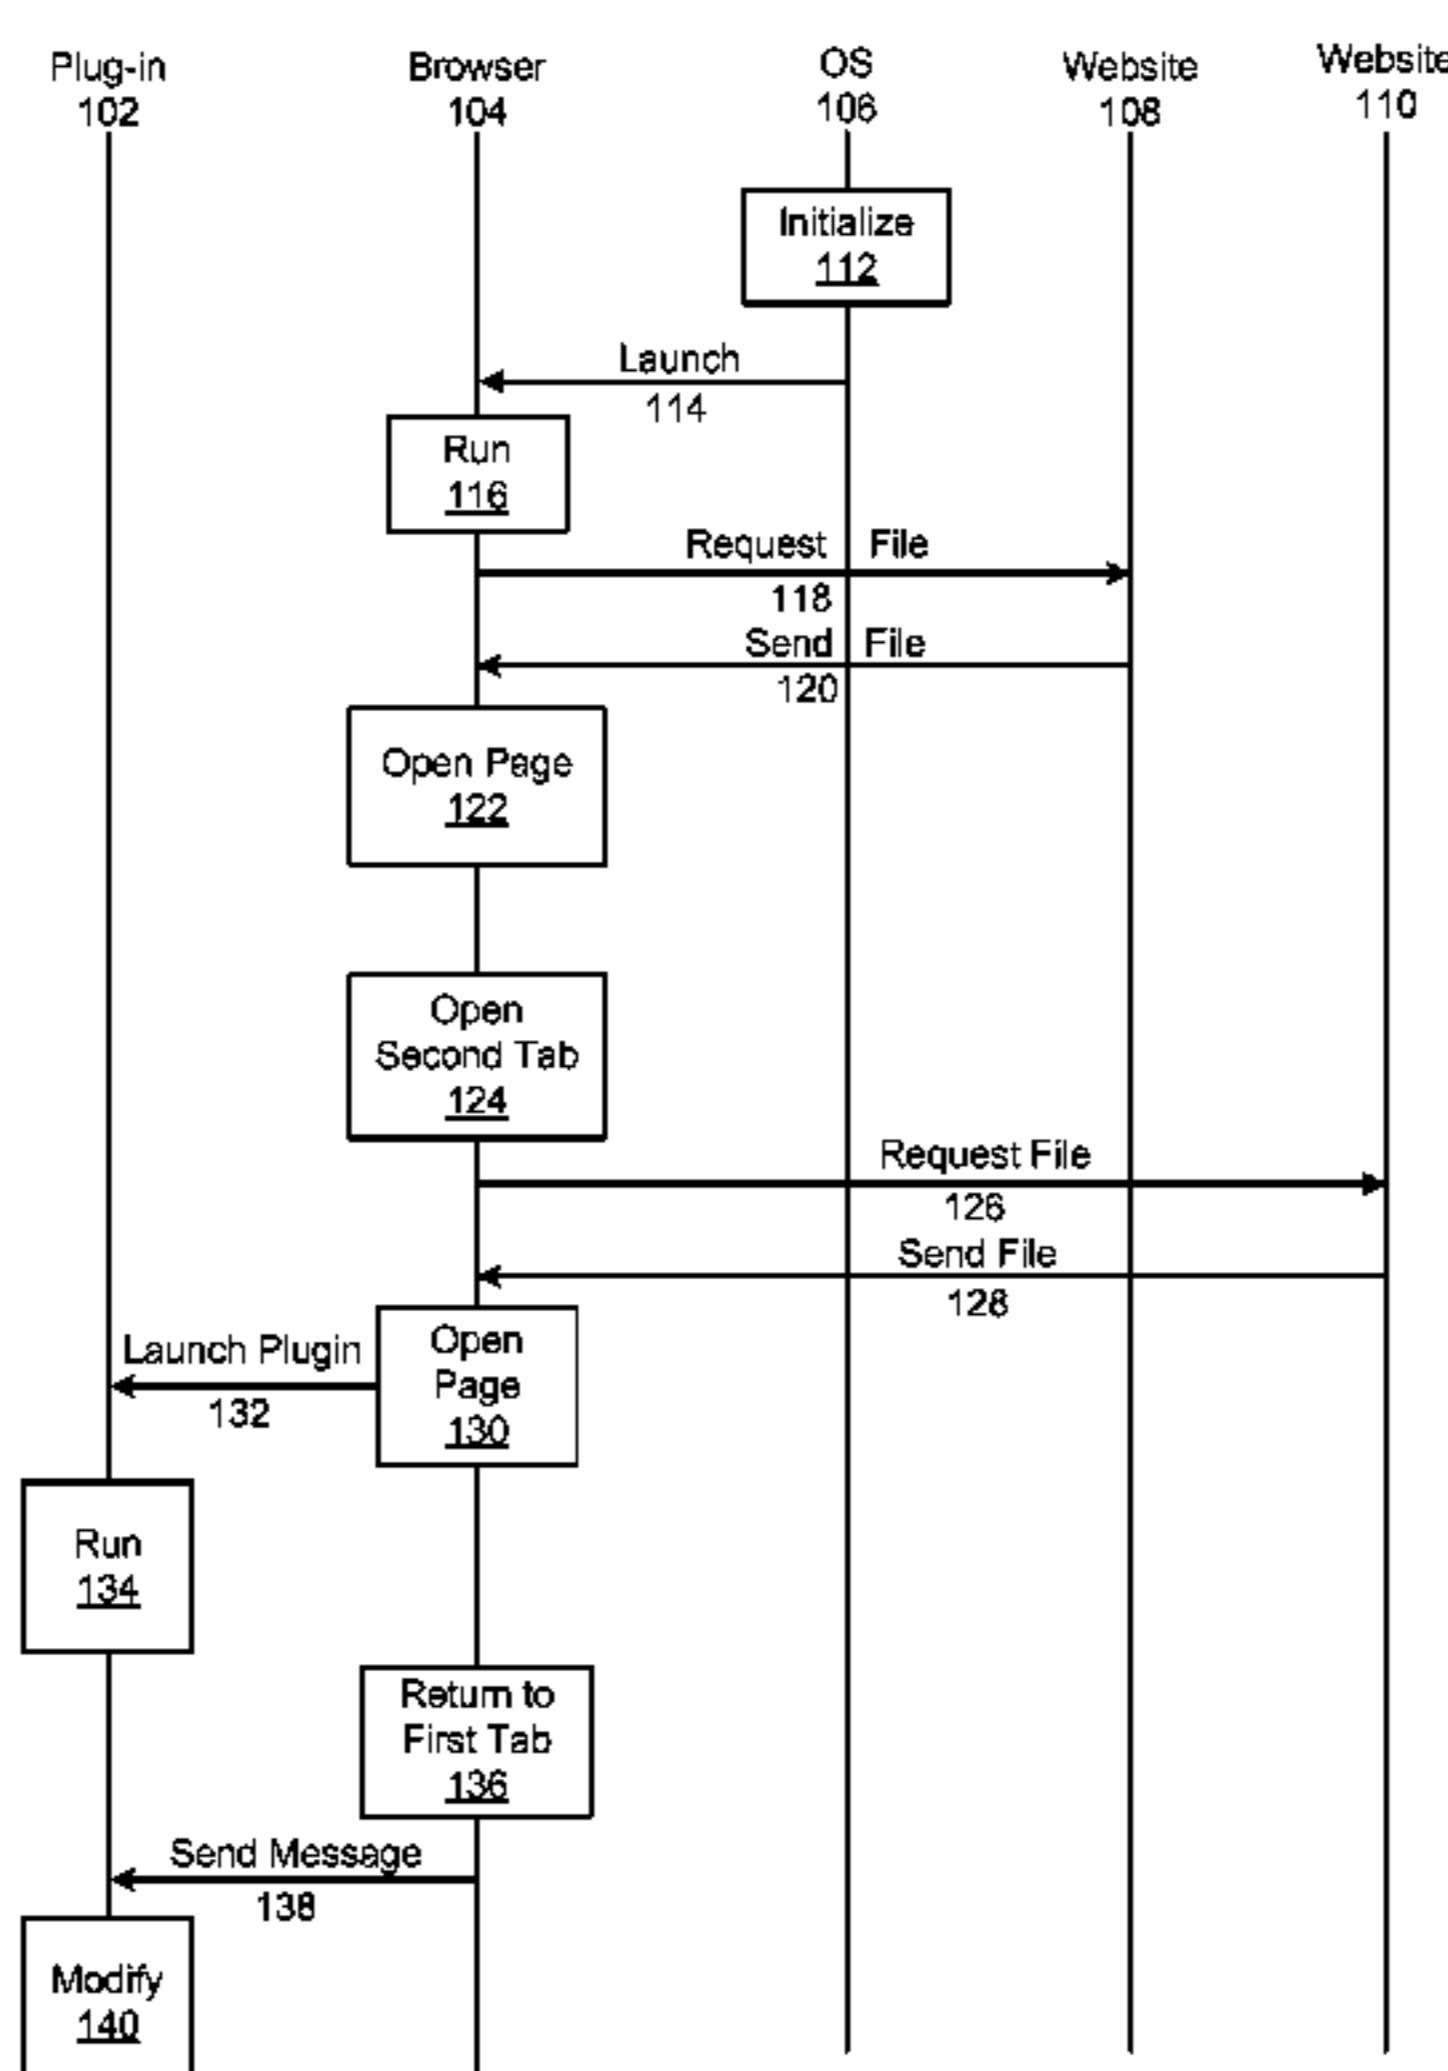 Plug-in
102
Browser
104
OS
106
Website
108
Website
110
Initialize
112
Launch
114
Run
116
Request File
118
Send File
120
Open Page
122
Open
Second Tab
124
Request File
126
Send File
128
Open
Page
130
Launch Plugin
132
Run
134
Return to
First Tab
136
Send Message
138
Modify
140